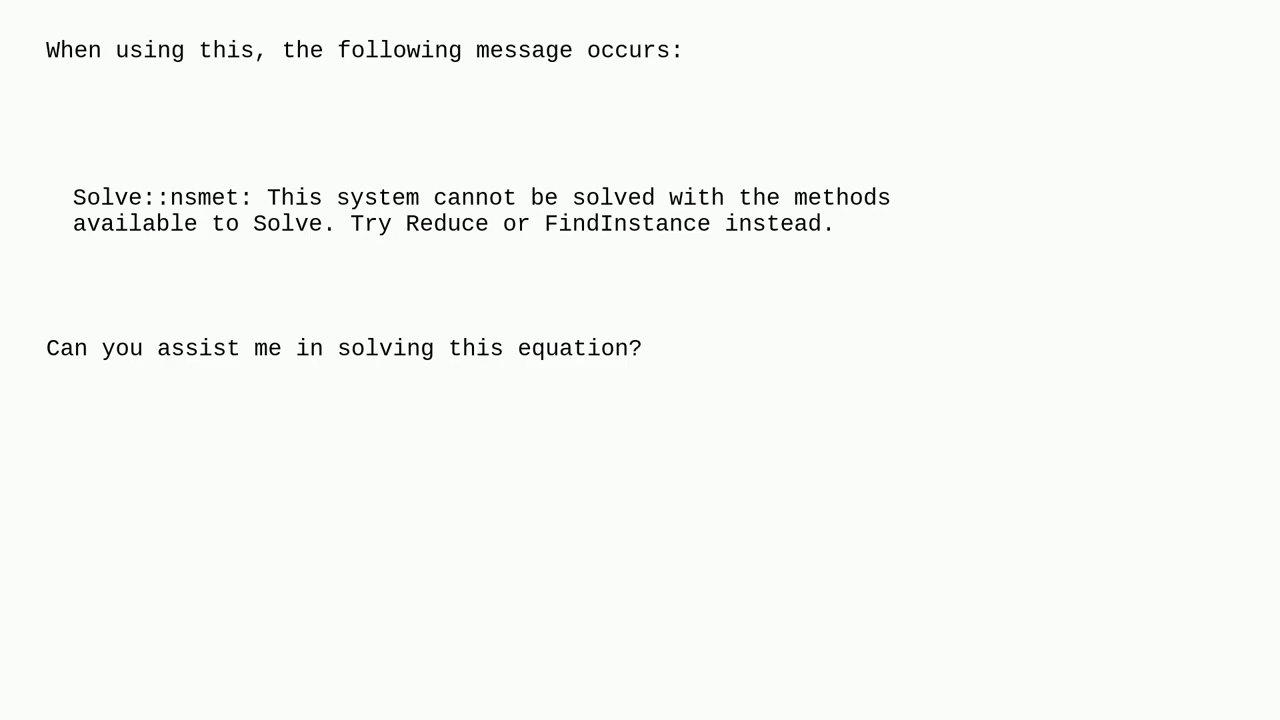 When using this, the following message occurs:
Solve::nsmet: This system cannot be solved with the methods
available to Solve. Try Reduce or FindInstance instead.
Can you assist me in solving this equation?